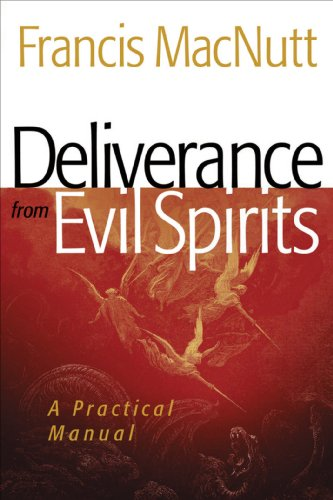 Francis MacNutt
Deliverance
from Evil Spirits
A Practical
Manual